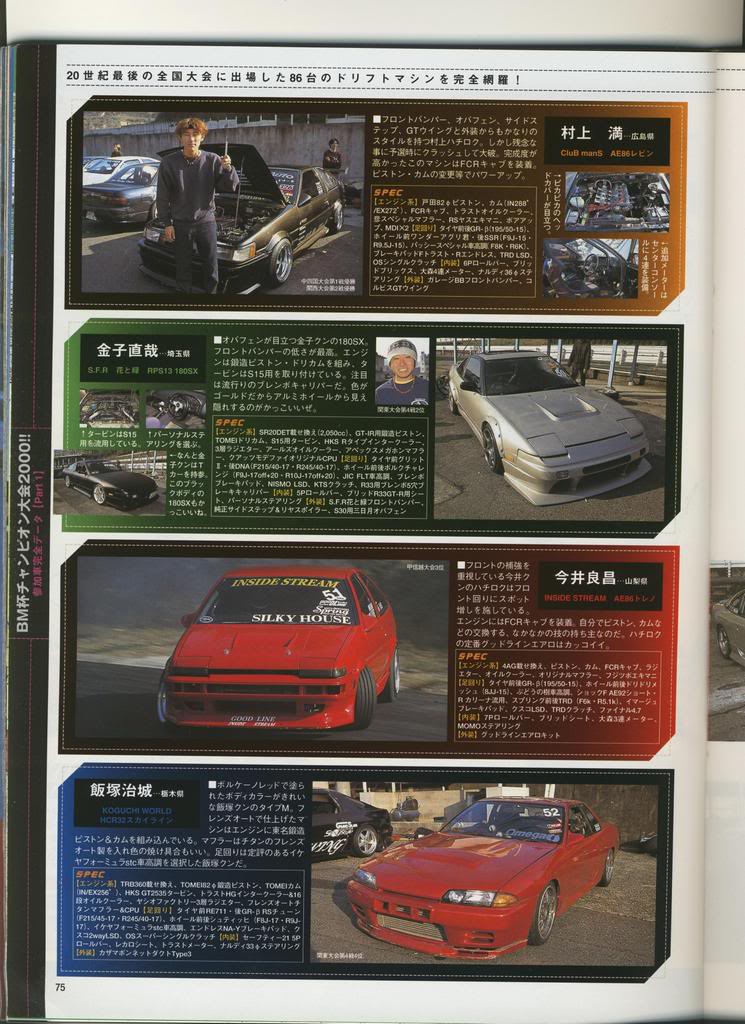 20世紀最後の全国大会に出場した86台のドリフトマシンを完全網羅！
BM杯チャンピオン大会2000!!
参加車完全データ【Part 1】
■フロントバンパー、オバフェン、サイドス
テップ、GTウイングと外装からもかなりの
スタイルを持つ村上ハチロク。しかし残念な
事に予選時にクラッシュして大破。完成度が
高かったこのマシンはFCRキャブを装着。
ピストン・カムの変更等でパワーアップ。
村上 満…広島県
CluB manS AE86レビン
SPEC
【エンジン系】戸田82φピストン、カム(IN288°
/EX272°)、FCRキャブ、トラストオイルクーラー、
悠スペシャルマフラー、RSヤスエキマニ、ボアアッ
プ、MDI×2【足回り】タイヤ前後GR-β(195/50-15)、
ホイール前ワンダーアグリ君・後SSR(F9J-15・
R9.5J-15)、バッシースペシャル車高調(F8K・R6K)、
ブレーキパッドFトラスト・Rエンドレス、TRD LSD、
OSシングルクラッチ【内装】6Pロールバー、ブリッ
ドブリックス、大森4連メーター、ナルディ36φステ
アリング【外装】ガレージBBフロントバンパー、コ
ルビスGTウイング
→ピカピカのヘッ
ドカバーが目立つ。
→追加メーターは
センターコンソー
ルに4連を装備。
中四国大会第1戦優勝
関西大会第2戦優勝
金子直哉…埼玉県
S.F.R 花と緑 RPS13 180SX
↑タービンはS15
用を流用している。
↑パーソナルステ
アリングを選ぶ。
←なんと金
子クンはT
カーを持参。
このブラッ
クボディの
180SXもか
っこいいね。
■オバフェンが目立つ金子クンの180SX。
フロントバンパーの低さが最高。エンジ
ンは鍛造ピストン・ドリカムを組み、タ
ービンはS15用を取り付けている。注目
は流行りのブレンボキャリパーだ。色が
ゴールドだからアルミホイールから見え
隠れするのがかっこいいぜ。
関東大会第4戦2位
SPEC
【エンジン系】SR20DET載せ換え(2,050cc)、GT-IR用鍛造ピストン、
TOMEIドリカム、S15用タービン、HKS Rタイプインタークーラー、
3層ラジエター、アールズオイルクーラー、アペックスメガホンマフ
ラー、クアッツモデファイオリジナルCPU【足回り】タイヤ前グリット
Ⅱ・後DNA(F215/40-17・R245/40-17)、ホイール前後ボルクチャレ
ンジ(F9J-17off+20・R10J-17off+20)、JIC FLT車高調、ブレンボ
ブレーキパッド、NISMO LSD、KTSクラッチ、R33用ブレンボ5穴ブ
レーキキャリパー【内装】5Pロールバー、ブリッドR33GT-R用シー
ト、パーソナルステアリング【外装】S.F.R花と緑フロントバンパー、
純正サイドステップ&リヤスポイラー、S30用三日月オバフェン
甲信越大会3位
INSIDE STREAM
51
Spring
SILKY HOUSE
GOOD LINE
INSIDE STREAM
■フロントの補強を
重視している今井ク
ンのハチロクはフロ
ント回りにスポット
増しを施している。
今井良昌…山梨県
INSIDE STREAM AE86トレノ
エンジンにはFCRキャブを装着。自分でピストン、カムな
どの交換する、なかなかの技の持ち主なのだ。ハチロク
の定番グッドラインエアロはカッコイイ。
SPEC
【エンジン系】4AG載せ換え、ピストン、カム、FCRキャブ、ラジ
エター、オイルクーラー、オリジナルマフラー、フジツボエキマニ
【足回り】タイヤ前後GR-β(195/50-15)、ホイール前後ドリドリメ
ッシュ(8JJ-15)、ぶどうの樹車高調、ショックF AE92ショート・
R カリーナ流用、スプリング前後TRD(F6k・R5.1k)、イマージュ
ブレーキパッド、クスコLSD、TRDクラッチ、ファイナル4.7
【内装】7Pロールバー、ブリッドシート、大森3連メーター、
MOMOステアリング
【外装】グッドラインエアロキット
飯塚治城…栃木県
KOGUCHI WORLD
HCR32スカイライン
■ボルケーノレッドで塗ら
れたボディカラーがきれい
な飯塚クンのタイプM。フ
レンズオートで仕上げたマ
シンはエンジンに東名鍛造
ピストン&カムを組み込んでいる。マフラーはチタンのフレンズ
オート製を入れ色の焼け具合もいい。足回りは定評のあるイケ
ヤフォーミュラstc車高調を選択した飯塚クンだ。
SPEC
【エンジン系】TRB360載せ換え、TOMEI82φ鍛造ピストン、TOMEIカム
(IN/EX256°)、HKS GT2535タービン、トラストHGインタークーラー&16
段オイルクーラー、ヤシオファクトリー3層ラジエター、フレンズオートチ
タンマフラー&CPU【足回り】タイヤ前RE711・後GR-β RSチューン
(F215/45-17・R245/40-17)、ホイール前後シュティッヒ(F8J-17・R9J-
17)、イケヤフォーミュラstc車高調、エンドレスNA-Yブレーキパッド、ク
スコ2wayLSD、OSスーパーシングルクラッチ【内装】セーフティー21 5P
ロールバー、レカロシート、トラストメーター、ナルディ33φステアリング
【外装】カザマボンネットダクトType3
52
Omega
関東大会第4戦4位
75